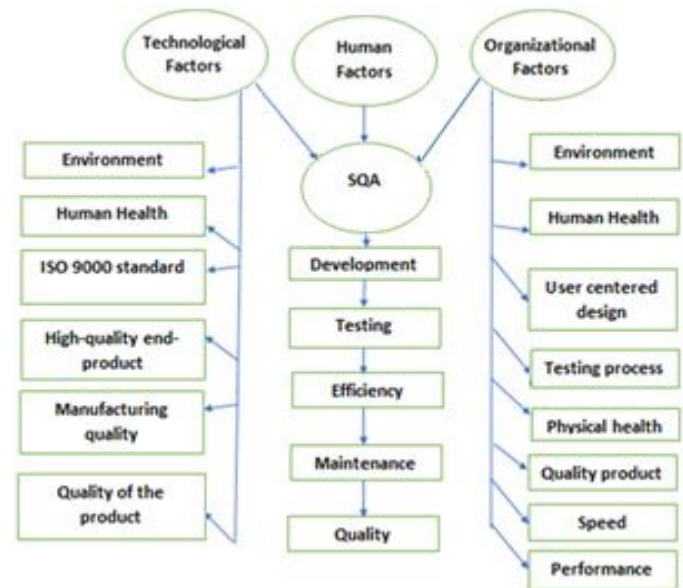 Technological
Factors
Human
Factors
Organizational
Factors
SQA
Environment
Human Health
ISO 9000 standard
High-quality end-
product
Manufacturing
quality
Quality of the
product
Development
Testing
Efficiency
Maintenance
Quality
Environment
Human Health
User centered
design
Testing process
Physical health
Quality product
Speed
Performance